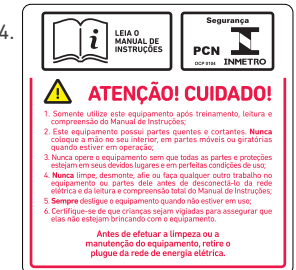 4.
LEIA O
MANUAL DE
INSTRUÇÕES
Segurança
PCN
OCP 0104
INMETRO
ATENÇÃO! CUIDADO!
1. Somente utilize este equipamento após treinamento, leitura e
compreensão do Manual de Instruções;
2. Este equipamento possui partes quentes e cortantes. Nunca
coloque a mão no seu interior, em partes móveis ou giratórias
quando estiver em operação;
3. Nunca opere o equipamento sem que todas as partes e proteções
estejam em seus devidos lugares e em perfeitas condições de uso;
4. Nunca limpe, desmonte, afie ou faça qualquer outro trabalho no
equipamento ou partes dele antes de desconectá-lo da rede
elétrica e da leitura e compreensão total do Manual de Instruções;
5. Sempre desligue o equipamento quando não estiver em uso;
6. Certifique-se de que crianças sejam vigiadas para assegurar que
elas não estejam brincando com o equipamento.
Antes de efetuar a limpeza ou a
manutenção do equipamento, retire o
plugue da rede de energia elétrica.